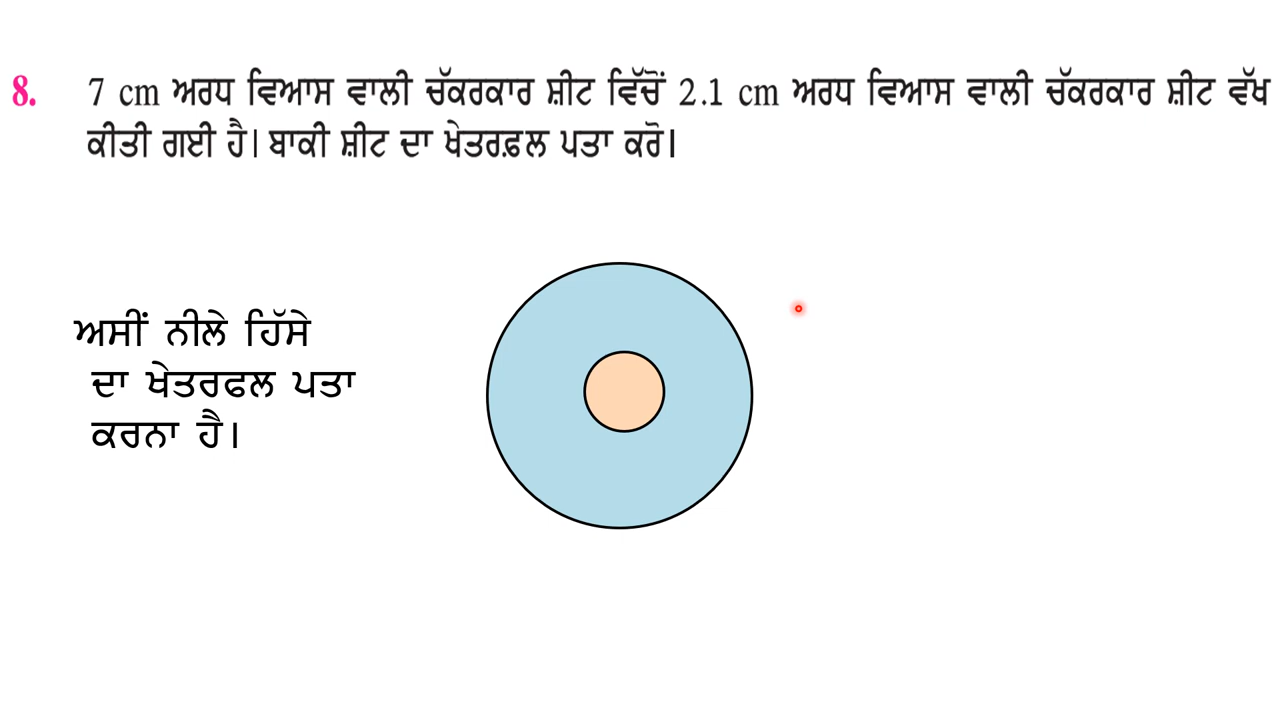 8. 7 cm ਅਰਧ ਵਿਆਸ ਵਾਲੀ ਚੱਕਰਕਾਰ ਸ਼ੀਟ ਵਿੱਚੋਂ 2.1 cm ਅਰਧ ਵਿਆਸ ਵਾਲੀ ਚੱਕਰਕਾਰ ਸ਼ੀਟ ਵੱਖ
ਕੀਤੀ ਗਈ ਹੈ। ਬਾਕੀ ਸ਼ੀਟ ਦਾ ਖੇਤਰਫ਼ਲ ਪਤਾ ਕਰੋ।
ਅਸੀਂ ਨੀਲੇ ਹਿੱਸੇ
ਦਾ ਖੇਤਰਫਲ ਪਤਾ
ਕਰਨਾ ਹੈ।